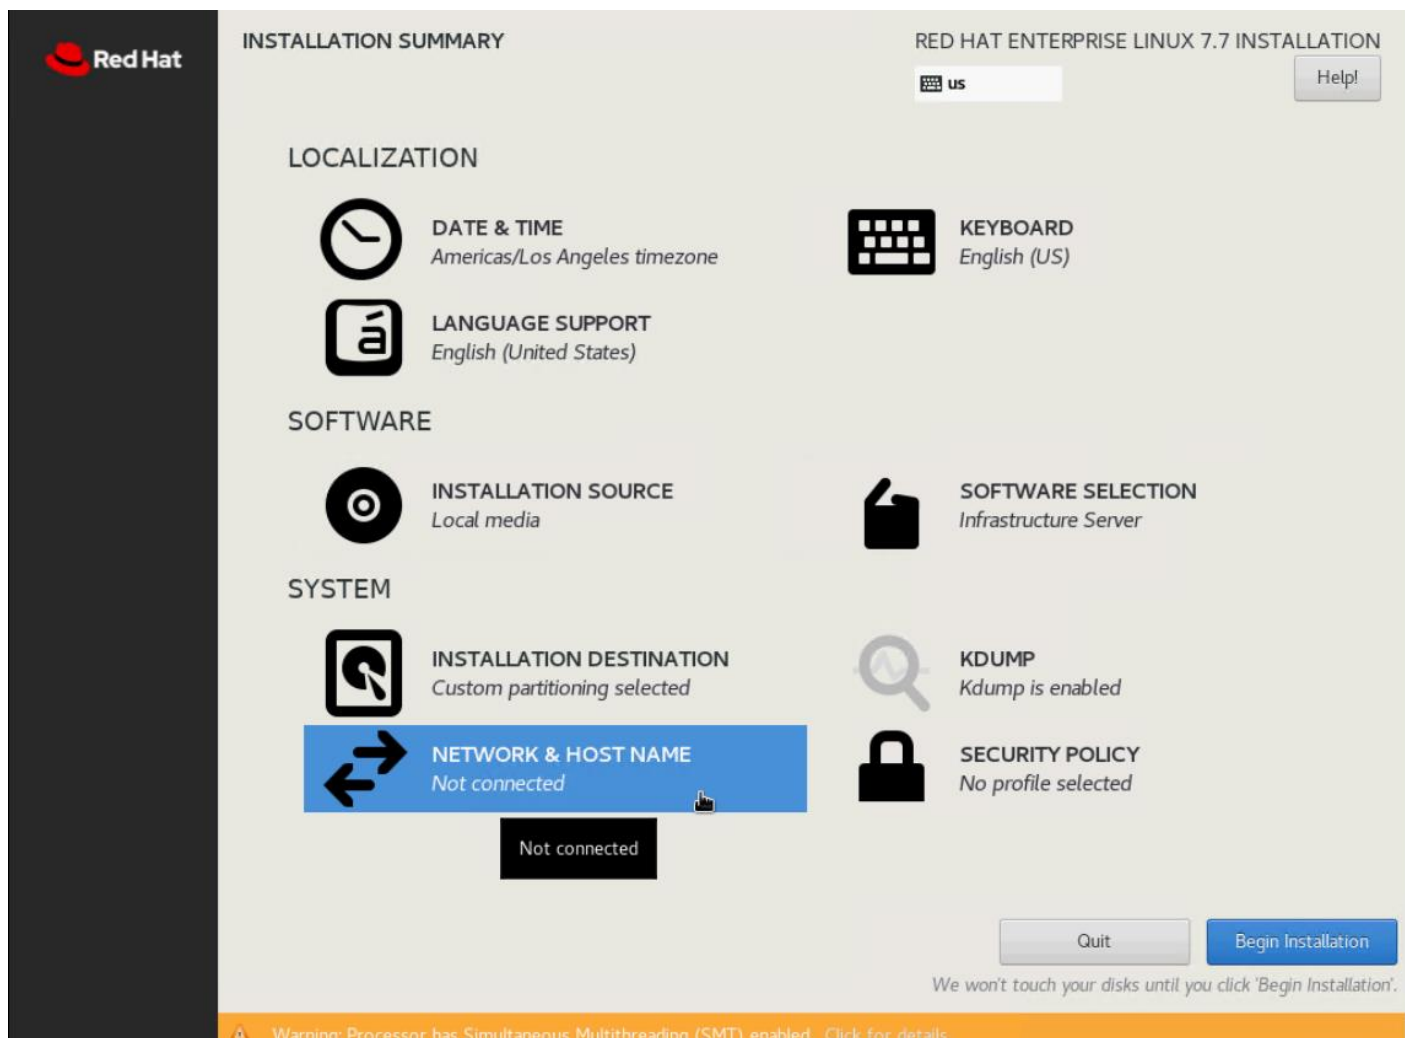 Red Hat
INSTALLATION SUMMARY
RED HAT ENTERPRISE LINUX 7.7 INSTALLATION
us
Help!
LOCALIZATION
DATE & TIME
Americas/Los Angeles timezone
KEYBOARD
English (US)
LANGUAGE SUPPORT
English (United States)
SOFTWARE
INSTALLATION SOURCE
Local media
SOFTWARE SELECTION
Infrastructure Server
SYSTEM
INSTALLATION DESTINATION
Custom partitioning selected
KDUMP
Kdump is enabled
NETWORK & HOST NAME
Not connected
SECURITY POLICY
No profile selected
Not connected
Quit
Begin Installation
We won't touch your disks until you click 'Begin Installation'.
Warning: Processor has Simultaneous Multithreading (SMT) enabled Click for details